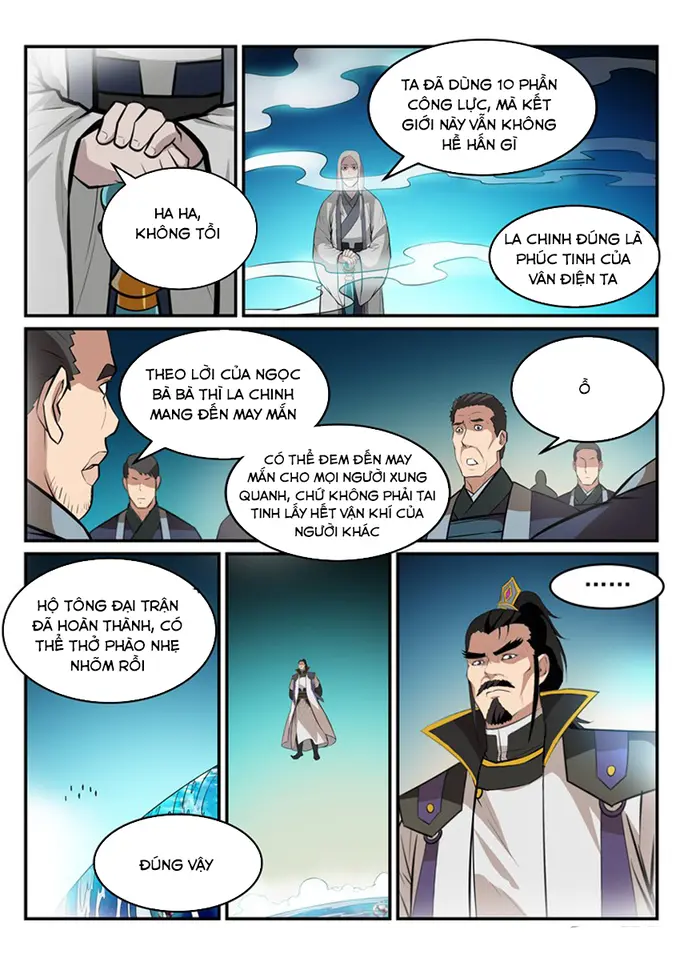 HA HA,
KHÔNG TỒI
TA ĐÃ DÙNG 10 PHẦN
CÔNG LỰC, MÀ KẾT
GIỚI NÀY VẪN KHÔNG
HỀ HẤN GÌ
LA CHINH ĐÚNG LÀ
PHÚC TINH CỦA
VÂN ĐIỆN TA
THEO LỜI CỦA NGỌC
BÀ BÀ THÌ LA CHINH
MANG ĐẾN MAY MẮN
CÓ THỂ ĐEM ĐẾN MAY
MẮN CHO MỌI NGƯỜI XUNG
QUANH, CHỨ KHÔNG PHẢI TAI
TINH LẤY HẾT VẬN KHÍ CỦA
NGƯỜI KHÁC
Ồ
HỘ TÔNG ĐẠI TRẬN
ĐÃ HOÀN THÀNH, CÓ
THỂ THỞ PHÀO NHẸ
NHÕM RỒI
ĐÚNG VẬY
......